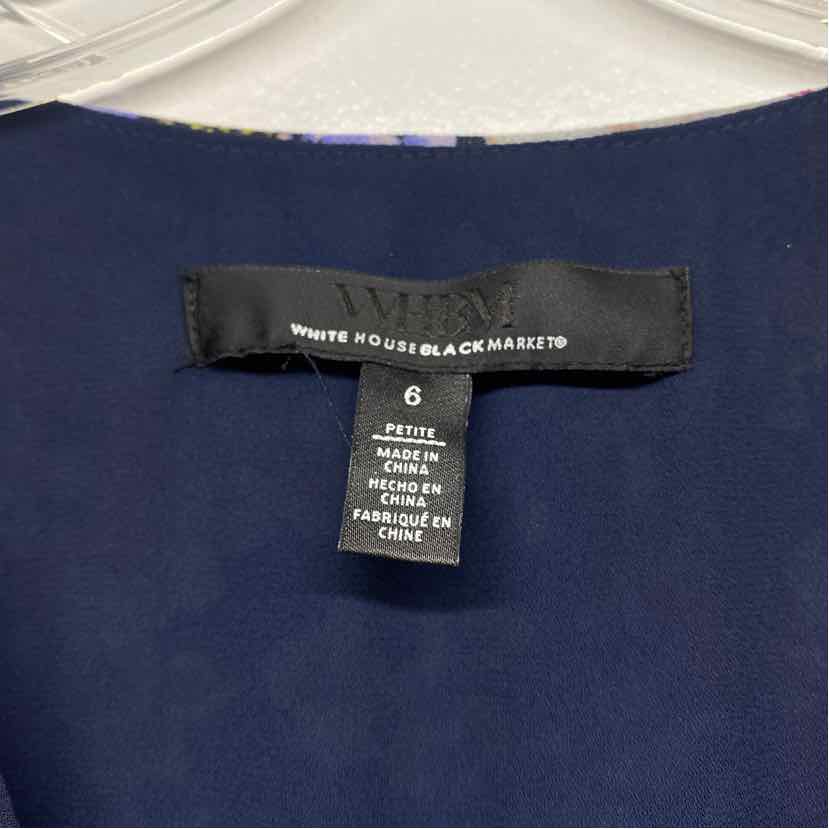 WHBM
WHITE HOUSE BLACK MARKET®
6
PETITE
MADE IN
CHINA
HECHO EN
CHINA
FABRIQUÉ EN
CHINE